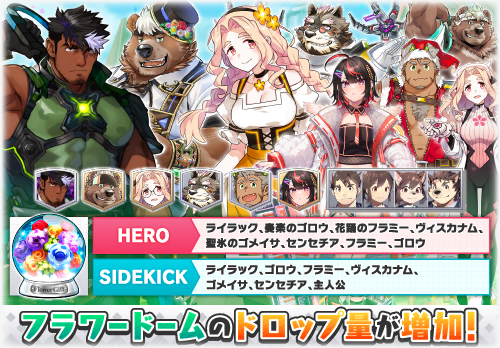 HERO
ライラック、奏楽のゴロウ、花踊のフラミー、ヴィスカナム、
聖氷のゴメイサ、センセチア、フラミー、ゴロウ
FlowerGift
SIDEKICK
ライラック、ゴロウ、フラミー、ヴィスカナム、
ゴメイサ、センセチア、主人公
フラワードームのドロップ量が増加!